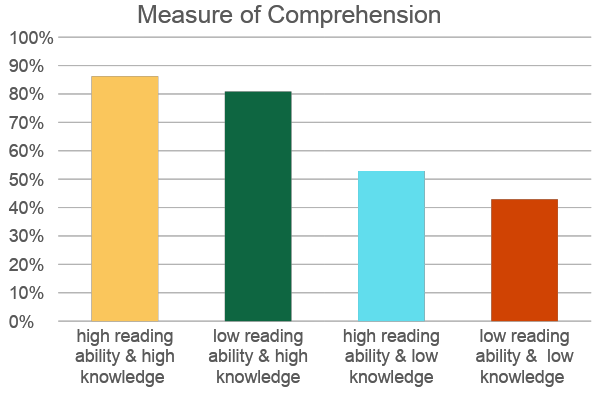 Measure of Comprehension
100%
90%
80%
70%
60%
50%
40%
30%
20%
10%
0%
high reading
ability & high
knowledge
low reading
ability & high
knowledge
high reading
ability & low
knowledge
low reading
ability & low
knowledge